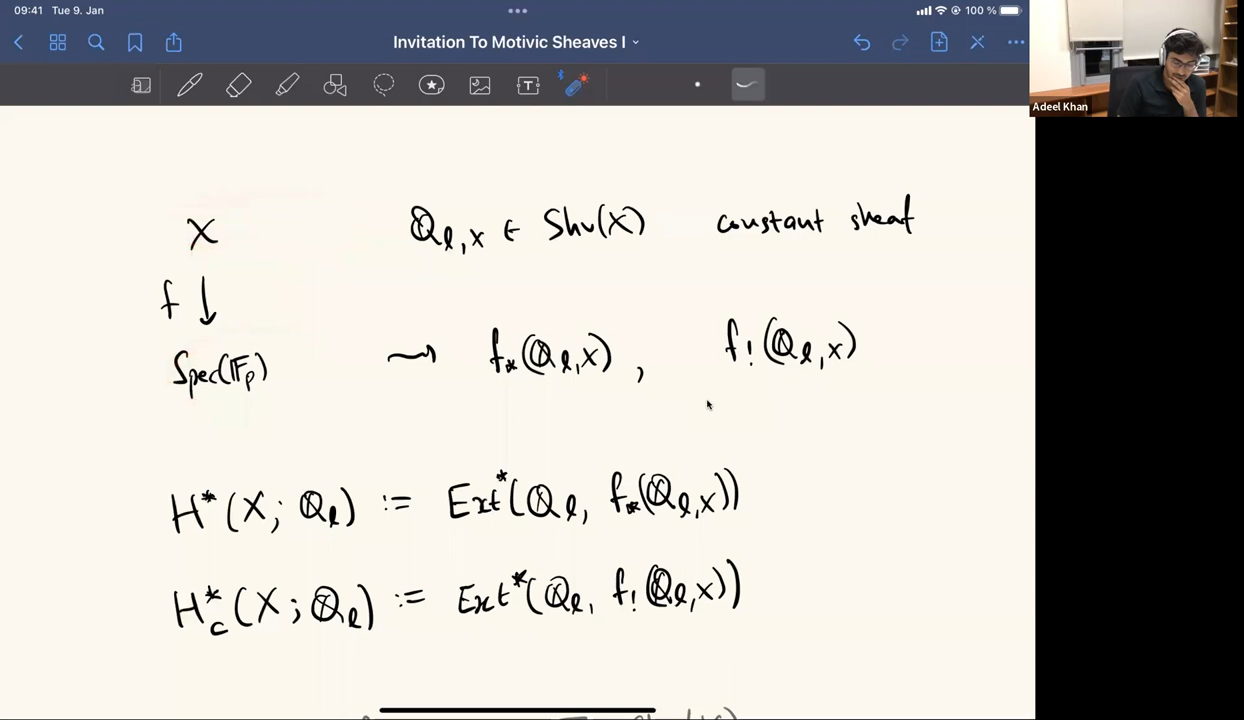 09:41 Tue 9. Jan
100 %
Invitation To Motivic Sheaves I
T
Adeel Khan
X ℚ_{ℓ,X} ∈ Shv(X) constant sheaf
f ↓
Spec(𝔽_p) ⇝ f_*(ℚ_{ℓ,X}) , f_!(ℚ_{ℓ,X})
H^*(X; ℚ_ℓ) := Ext^*(ℚ_ℓ, f_*(ℚ_{ℓ,X}))
H^*_c(X; ℚ_ℓ) := Ext^*(ℚ_ℓ, f_!(ℚ_{ℓ,X}))